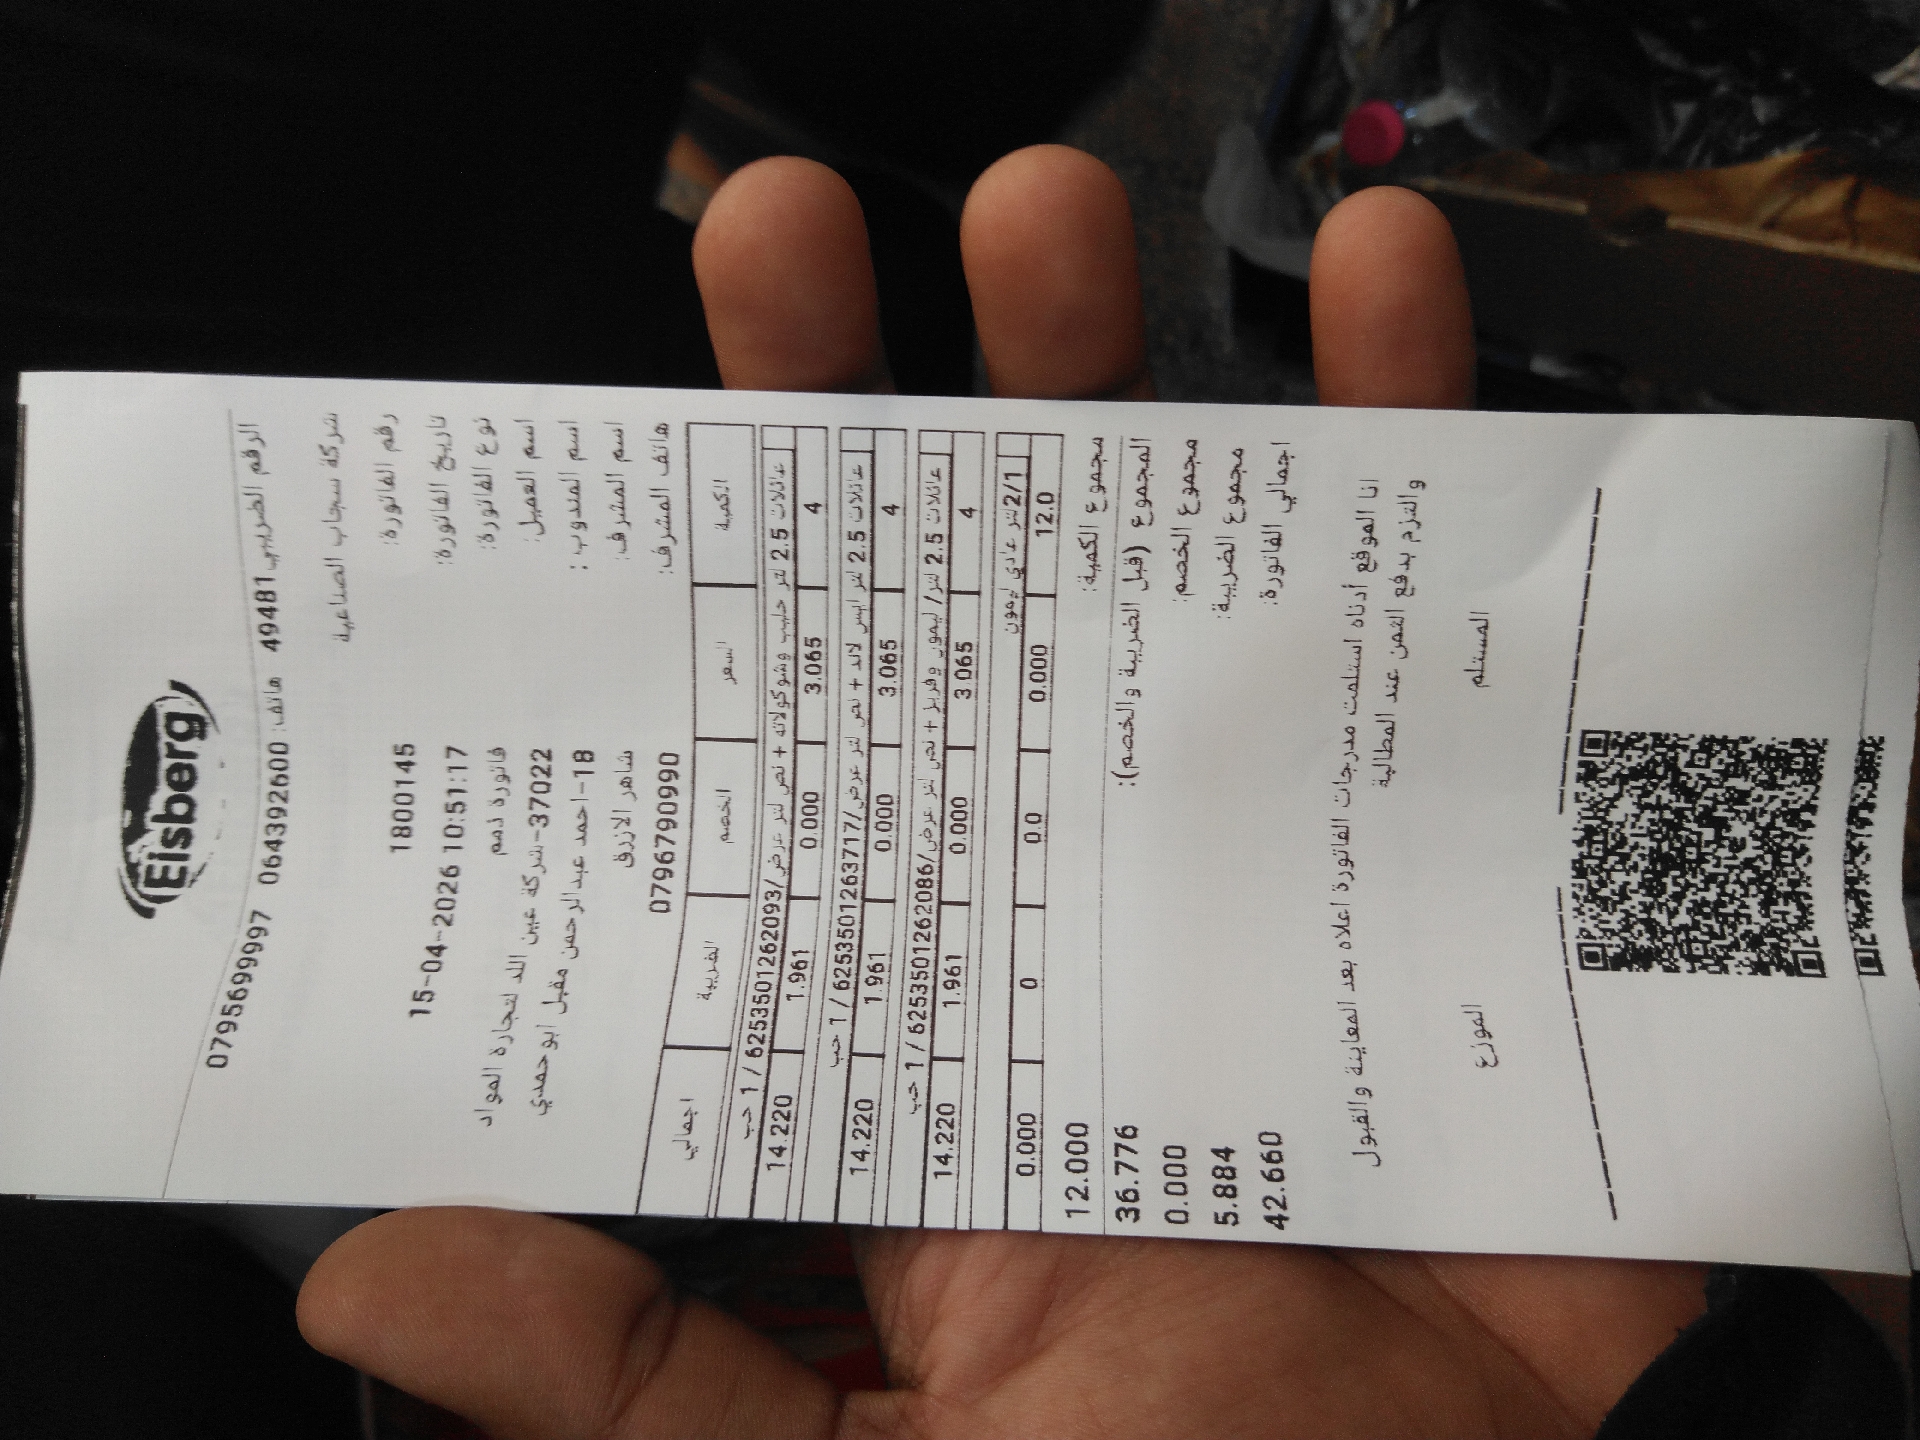 Eisberg
الرقم الضريبي 49481 هاتف: 064392600 0795699997
شركة سجاب الصناعية
رقم الفاتورة: 1800145
تاريخ الفاتورة: 15-04-2026 10:51:17
نوع الفاتورة: فاتورة ذمم
اسم العميل: 37022-شركة عين اللد لتجارة المواد
اسم المندوب: 18-احمد عبدالرحمن مقبل ابوحمدي
اسم المشرف: شاهر الازرق
هاتف المشرف: 0796790990
الكمية السعر الخصم الضريبة اجمالي
عائلات 2.5 لتر حليب وشوكولاته + نص لتر عرض/6253501262093 / 1 حب
4 3.065 0.000 1.961 14.220
عائلات 2.5 لتر ايس لاند + نص لتر عرض/6253501263717 / 1 حب
4 3.065 0.000 1.961 14.220
عائلات 2.5 لتر/ ليمون وفريز + نص لتر عرض/6253501262086 / 1 حب
4 3.065 0.000 1.961 14.220
2/1 لتر عادي ليمون
12.0 0.000 0.0 0 0.000
مجموع الكمية: 12.000
المجموع (قبل الضريبة والخصم): 36.776
مجموع الخصم: 0.000
مجموع الضريبة: 5.884
اجمالي الفاتورة: 42.660
انا الموقع أدناه استلمت مدرجات الفاتورة اعلاه بعد المعاينة والقبول
والتزم بدفع الثمن عند المطالبة
المستلم الموزع